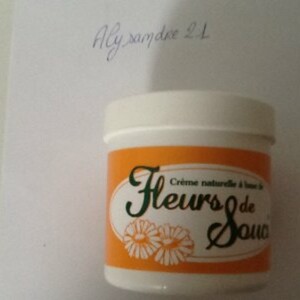 Alysandre 21
Crème naturelle à base de
Fleurs de
Souci